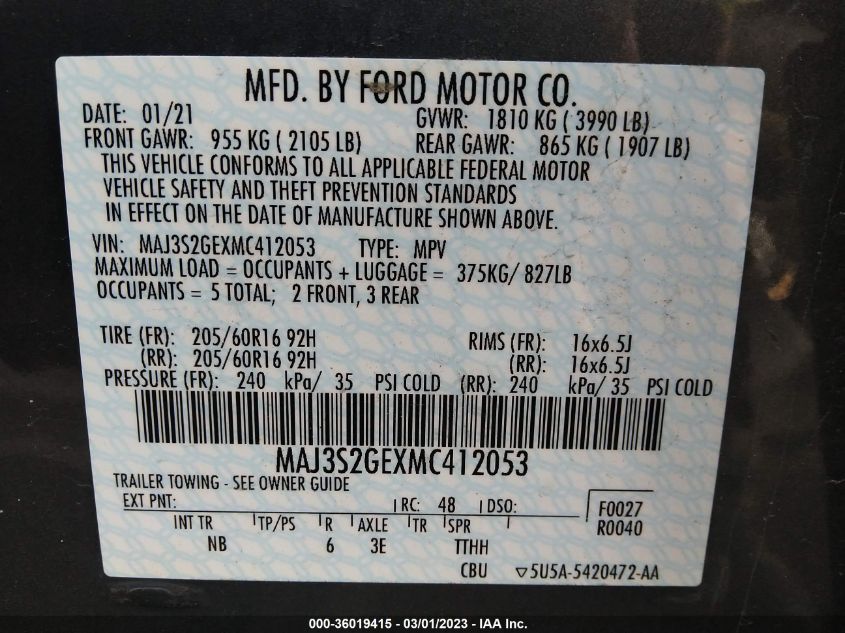 MFD. BY FORD MOTOR CO.
DATE: 01/21 GVWR: 1810 KG ( 3990 LB)
FRONT GAWR: 955 KG ( 2105 LB) REAR GAWR: 865 KG ( 1907 LB)
THIS VEHICLE CONFORMS TO ALL APPLICABLE FEDERAL MOTOR
VEHICLE SAFETY AND THEFT PREVENTION STANDARDS
IN EFFECT ON THE DATE OF MANUFACTURE SHOWN ABOVE.
VIN: MAJ3S2GEXMC412053 TYPE: MPV
MAXIMUM LOAD = OCCUPANTS + LUGGAGE = 375KG/ 827LB
OCCUPANTS = 5 TOTAL; 2 FRONT, 3 REAR
TIRE (FR): 205/60R16 92H RIMS (FR): 16x6.5J
(RR): 205/60R16 92H (RR): 16x6.5J
PRESSURE (FR): 240 kPa/ 35 PSI COLD (RR): 240 kPa/ 35 PSI COLD
MAJ3S2GEXMC412053
TRAILER TOWING - SEE OWNER GUIDE
EXT PNT: RC: 48 DSO: F0027
R0040
INT TR TP/PS R AXLE TR SPR
NB 6 3E TTHH
CBU ▽5U5A-5420472-AA
000-36019415 - 03/01/2023 - IAA Inc.